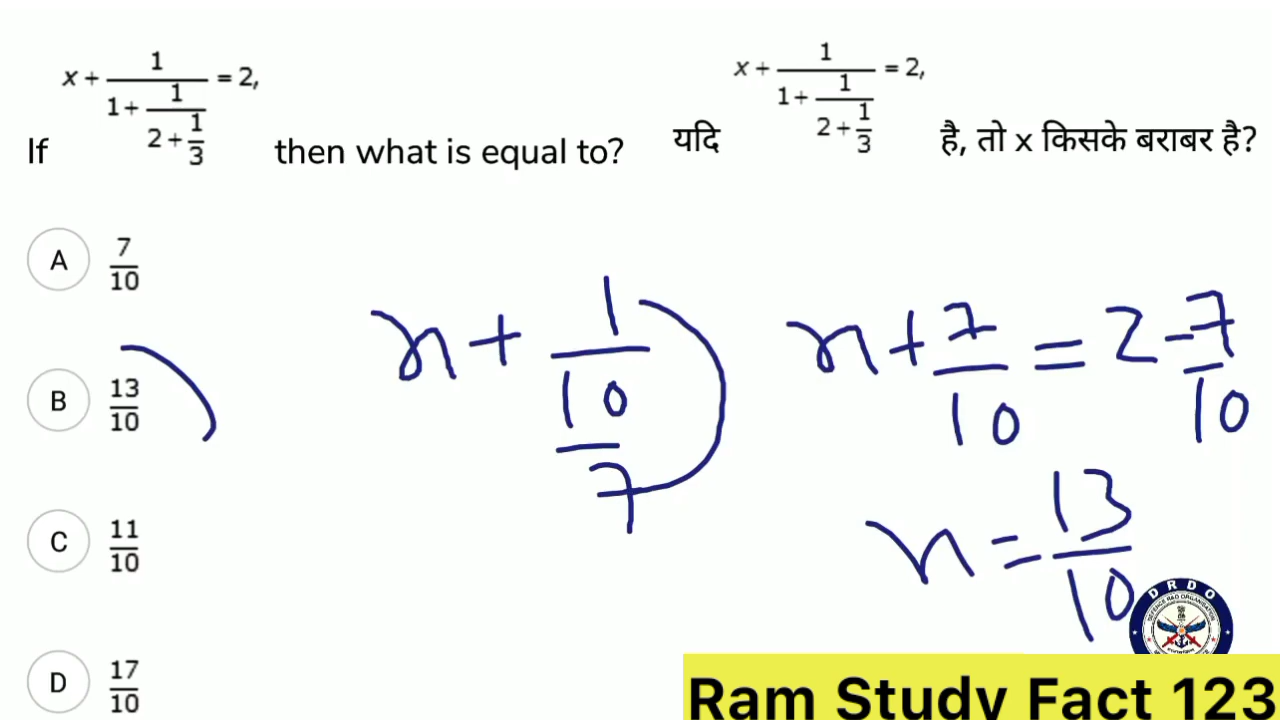 If x + 1/(1 + 1/(2 + 1/3)) = 2, then what is equal to?
यदि x + 1/(1 + 1/(2 + 1/3)) = 2, है, तो x किसके बराबर है?
A 7/10
B 13/10
C 11/10
D 17/10
x + 1/(10/7)
x + 7/10 = 2 - 7/10
x = 13/10
DRDO
Ram Study Fact 123